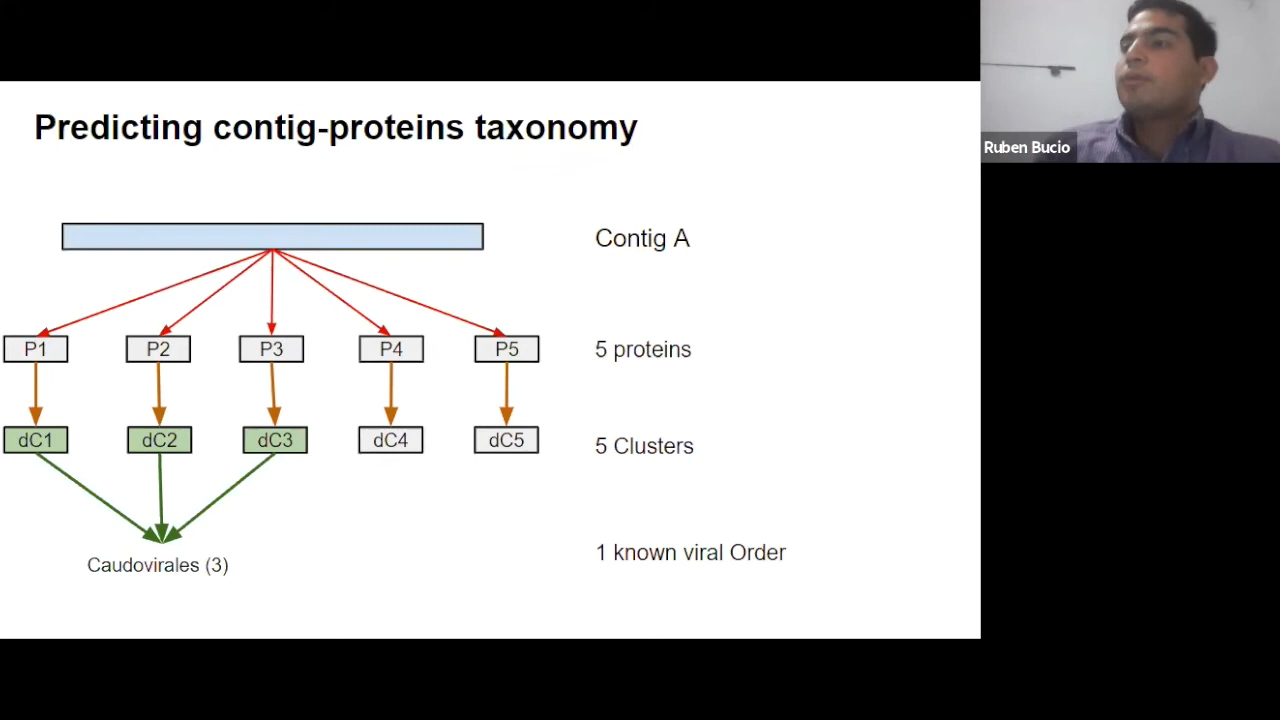 Predicting contig-proteins taxonomy
Ruben Bucio
Contig A
P1 P2 P3 P4 P5 5 proteins
dC1 dC2 dC3 dC4 dC5 5 Clusters
1 known viral Order
Caudovirales (3)